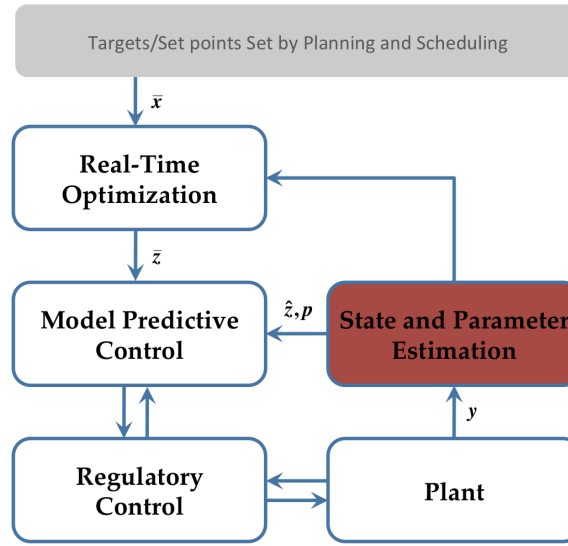 Targets/Set points Set by Planning and Scheduling
x̅
Real-Time
Optimization
z̅
Model Predictive
Control
ẑ, p
State and Parameter
Estimation
y
Regulatory
Control
Plant